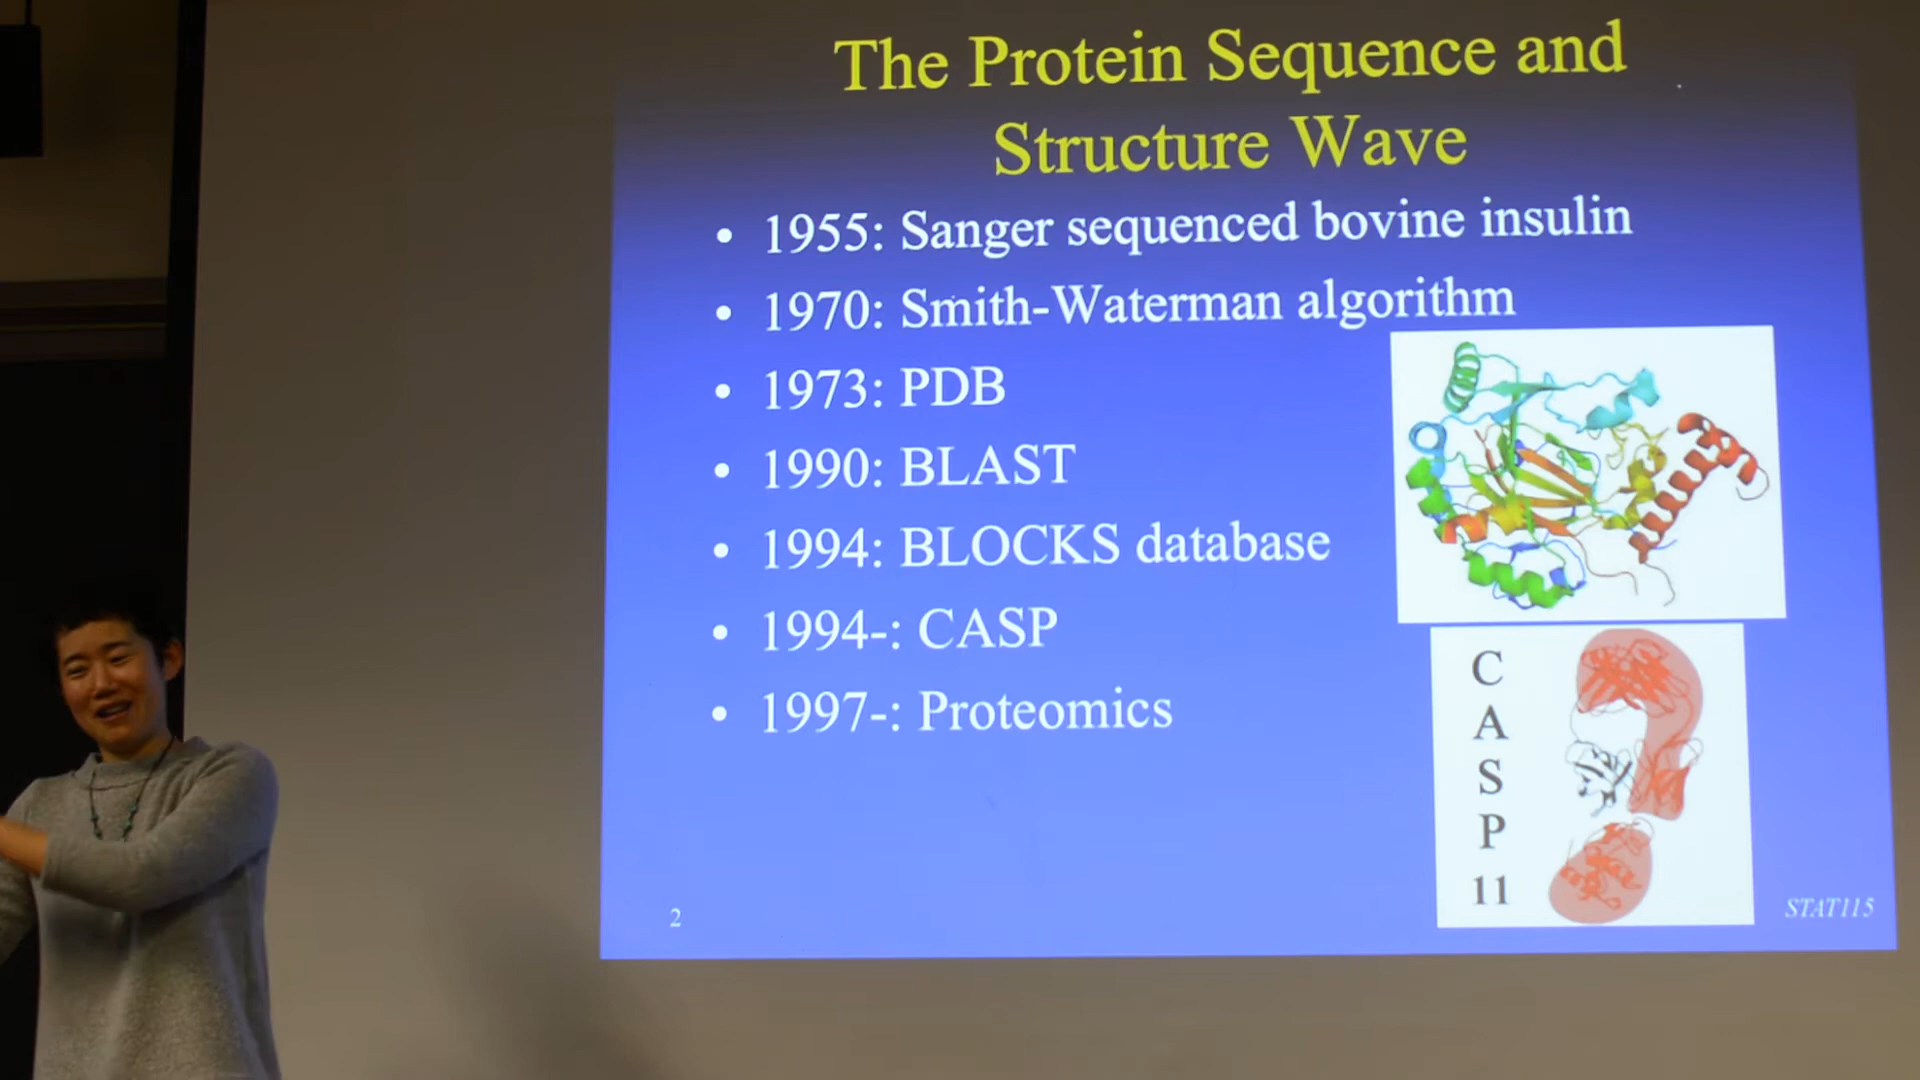 The Protein Sequence and
Structure Wave
• 1955: Sanger sequenced bovine insulin
• 1970: Smith-Waterman algorithm
• 1973: PDB
• 1990: BLAST
• 1994: BLOCKS database
• 1994-: CASP
• 1997-: Proteomics
C
A
S
P
11
2
STAT115